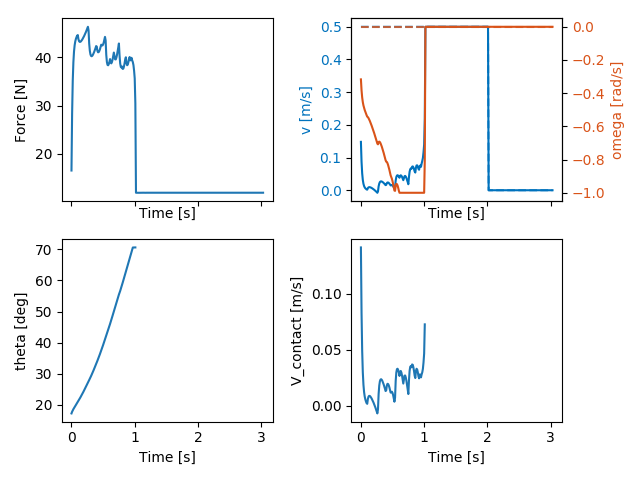 Force [N]
40
30
20
Time [s]
v [m/s]
0.5
0.4
0.3
0.2
0.1
0.0
Time [s]
omega [rad/s]
0.0
−0.2
−0.4
−0.6
−0.8
−1.0
theta [deg]
70
60
50
40
30
20
0 1 2 3
Time [s]
V_contact [m/s]
0.10
0.05
0.00
0 1 2 3
Time [s]